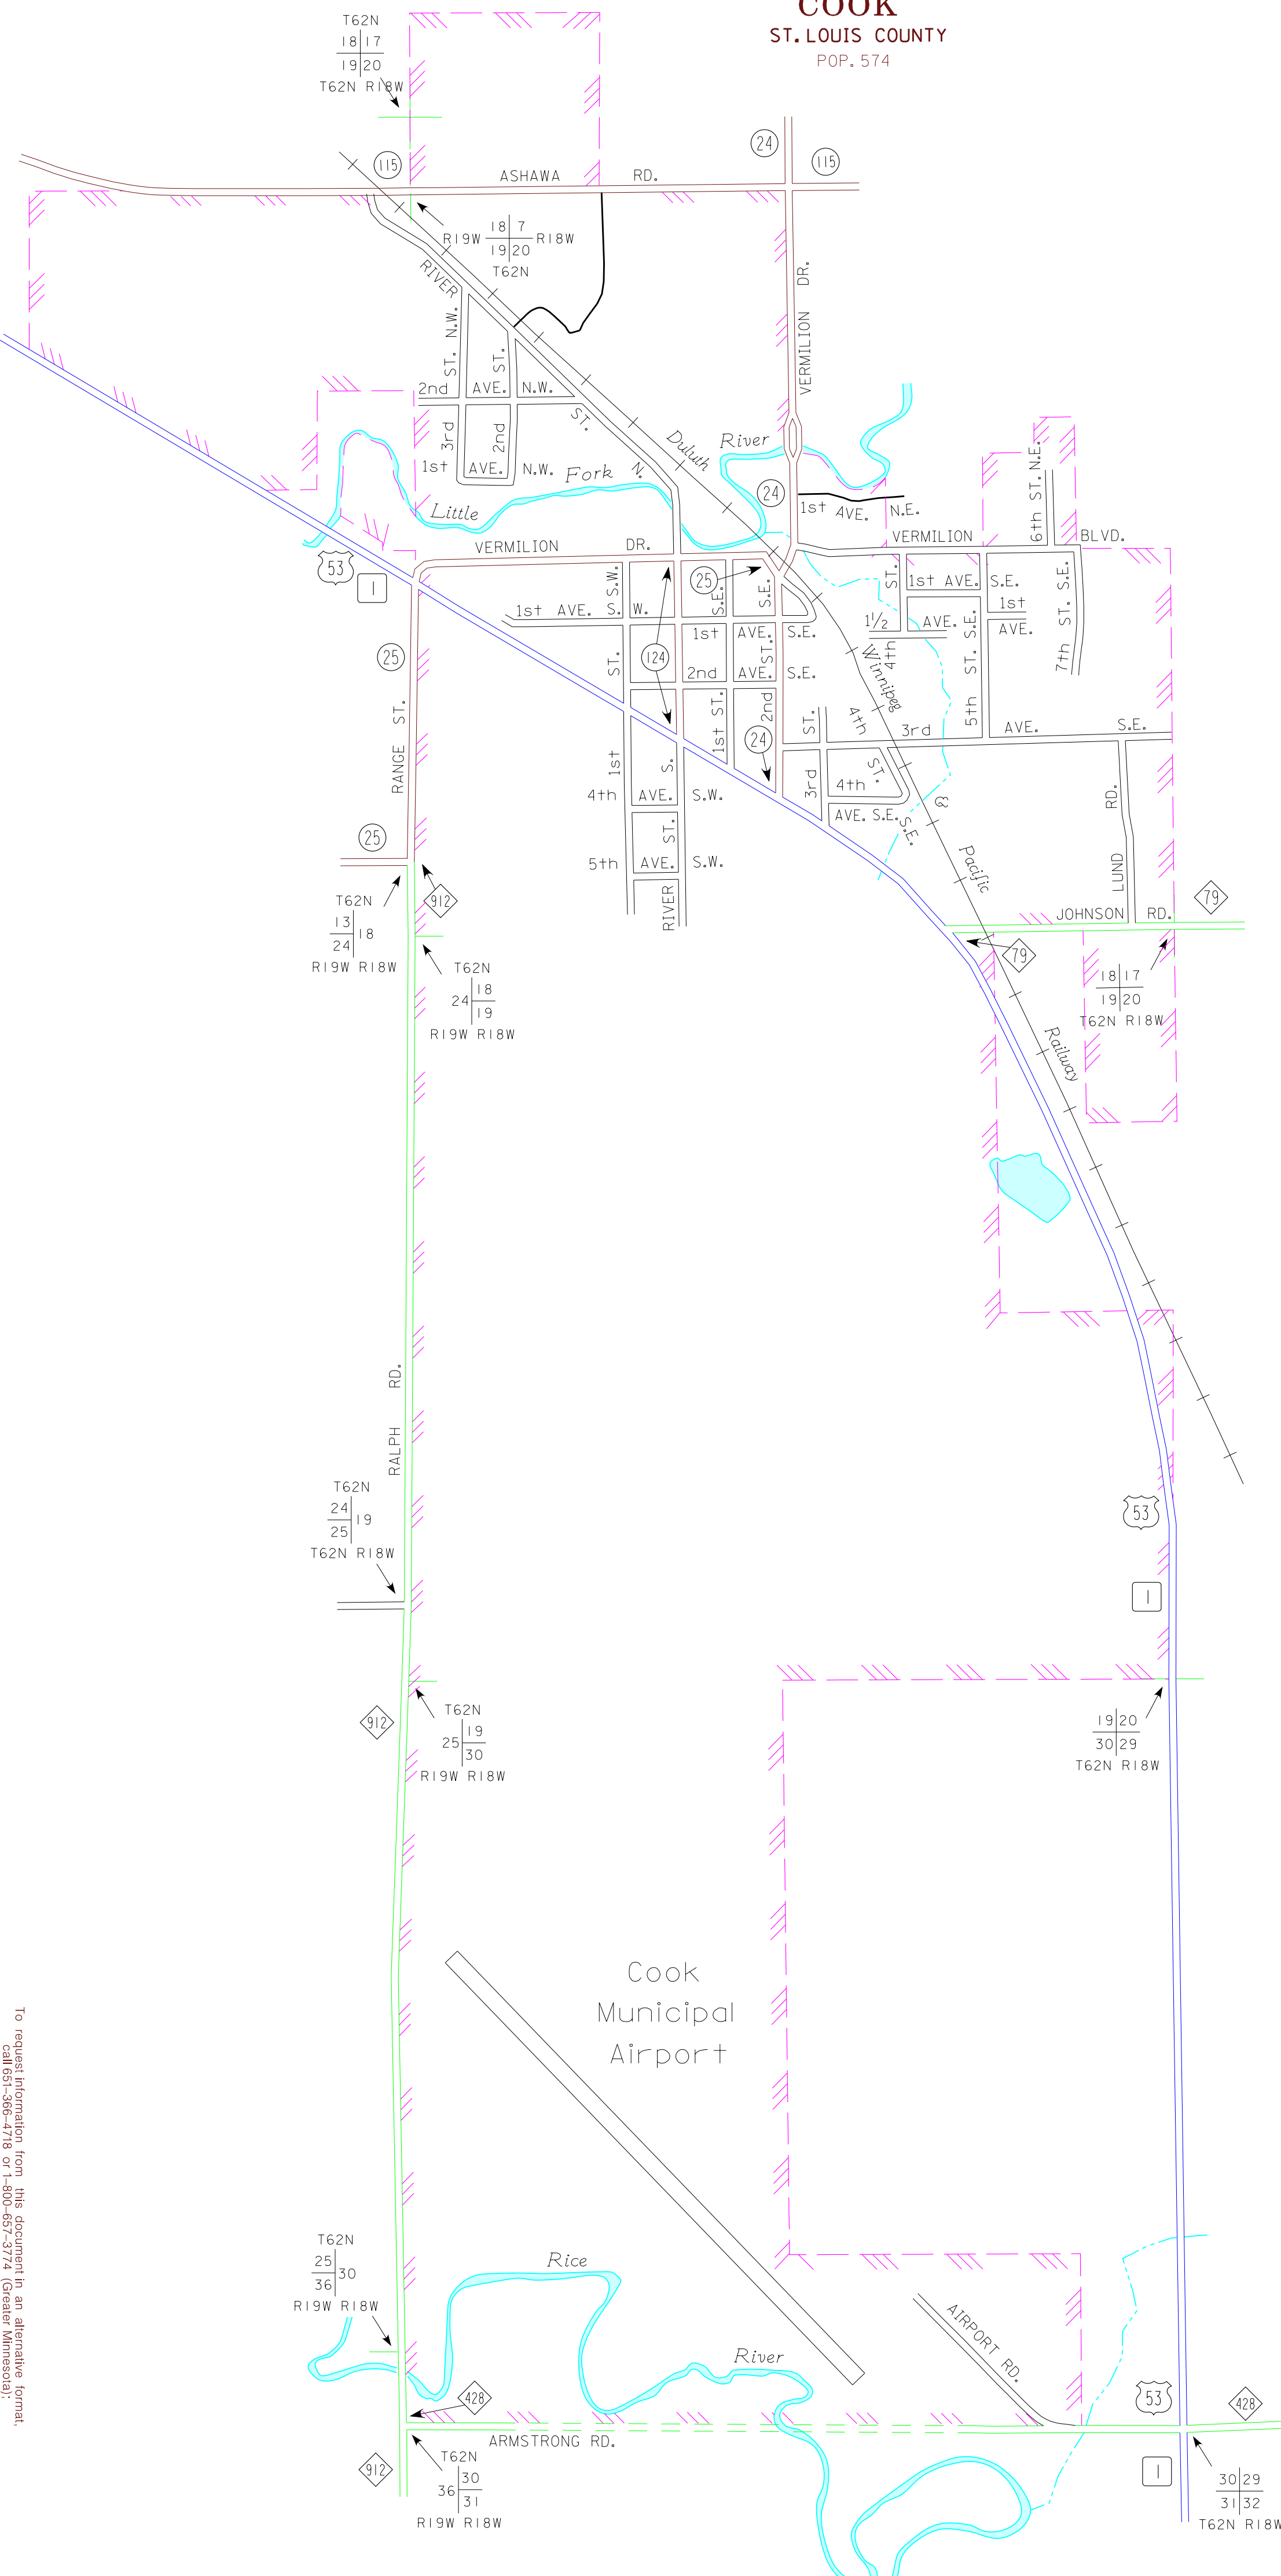 COOK
ST. LOUIS COUNTY
POP. 574
T62N
18 17
19 20
T62N R18W
24
115
115
ASHAWA RD.
18 7
R19W R18W
19 20
T62N
RIVER ST. N.
VERMILION DR.
3rd ST. N.W.
2nd ST.
2nd AVE. N.W.
1st AVE. N.W.
Duluth
River
Fork
Little
24
1st AVE. N.E.
6th ST. N.E.
VERMILION BLVD.
VERMILION DR.
53
1
25
1st AVE. S.E.
1st AVE.
1st AVE. S.W.
1st AVE. S.E.
1 1/2 AVE.
4th ST.
5th ST. S.E.
7th ST. S.E.
25
124
2nd AVE. S.E.
1st ST. S.W.
1st ST. S.E.
2nd ST. S.E.
Winnipeg
RANGE ST.
24
3rd ST.
4th ST. S.E.
3rd AVE. S.E.
4th AVE. S.W.
4th AVE. S.E.
5th AVE. S.W.
RIVER ST. S.
&
Pacific
LUND RD.
25
912
T62N
13
24 18
R19W R18W
JOHNSON RD.
79
79
T62N
24 18
19
R19W R18W
18 17
19 20
T62N R18W
Railway
RALPH RD.
T62N
24
25 19
T62N R18W
53
1
912
T62N
25 19
30
R19W R18W
19 20
30 29
T62N R18W
Cook
Municipal
Airport
T62N
25
36 30
R19W R18W
Rice
River
AIRPORT RD.
428
53
428
ARMSTRONG RD.
912
T62N
36 30
31
R19W R18W
1
30 29
31 32
T62N R18W
To request information from this document in an alternative format,
call 651-366-4718 or 1-800-657-3774 (Greater Minnesota);